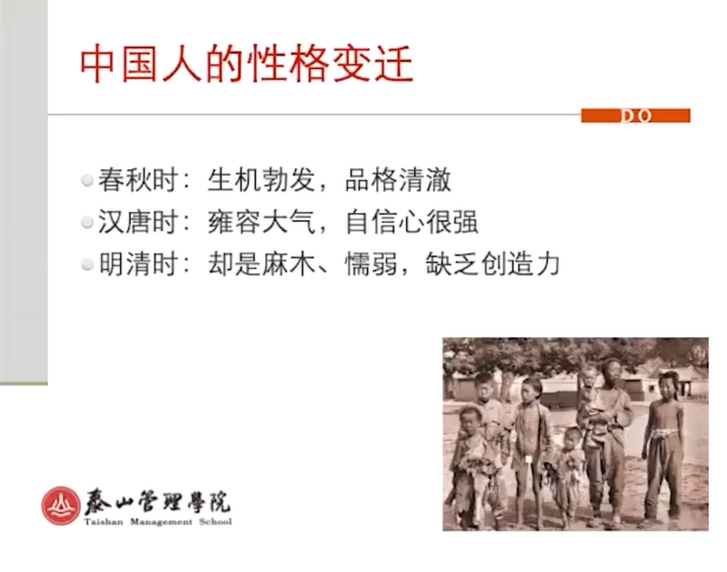 中国人的性格变迁
DO
春秋时：生机勃发，品格清澈
汉唐时：雍容大气，自信心很强
明清时：却是麻木、懦弱，缺乏创造力
泰山管理學院
Taishan Management School